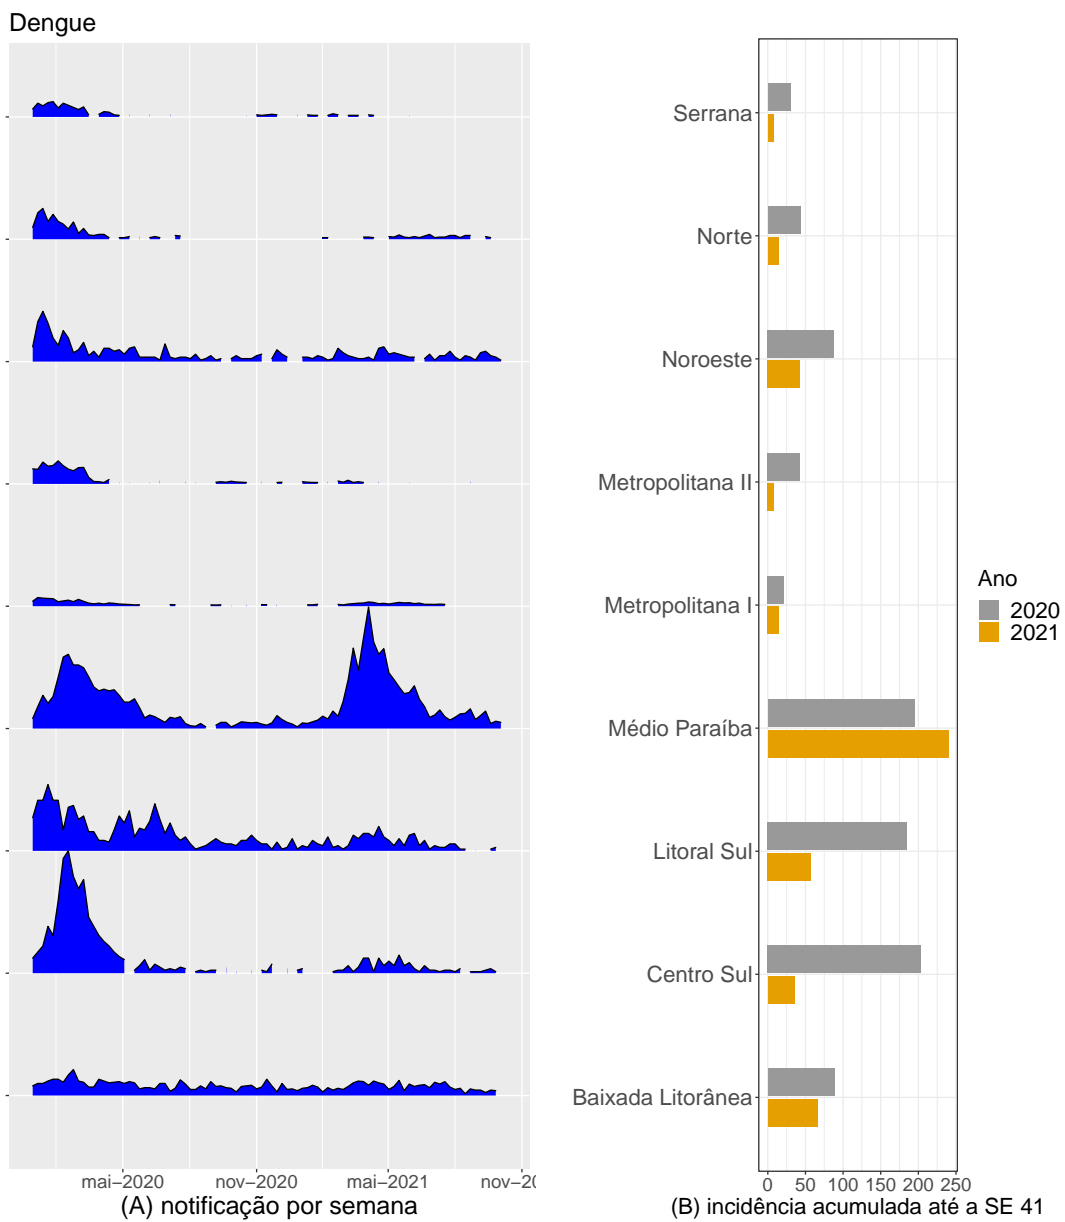 Dengue
mai−2020
nov−2020
mai−2021
nov−20
(A) notificação por semana
Serrana
Norte
Noroeste
Metropolitana II
Metropolitana I
Médio Paraíba
Litoral Sul
Centro Sul
Baixada Litorânea
0 50 100 150 200 250
(B) incidência acumulada até a SE 41
Ano
2020
2021